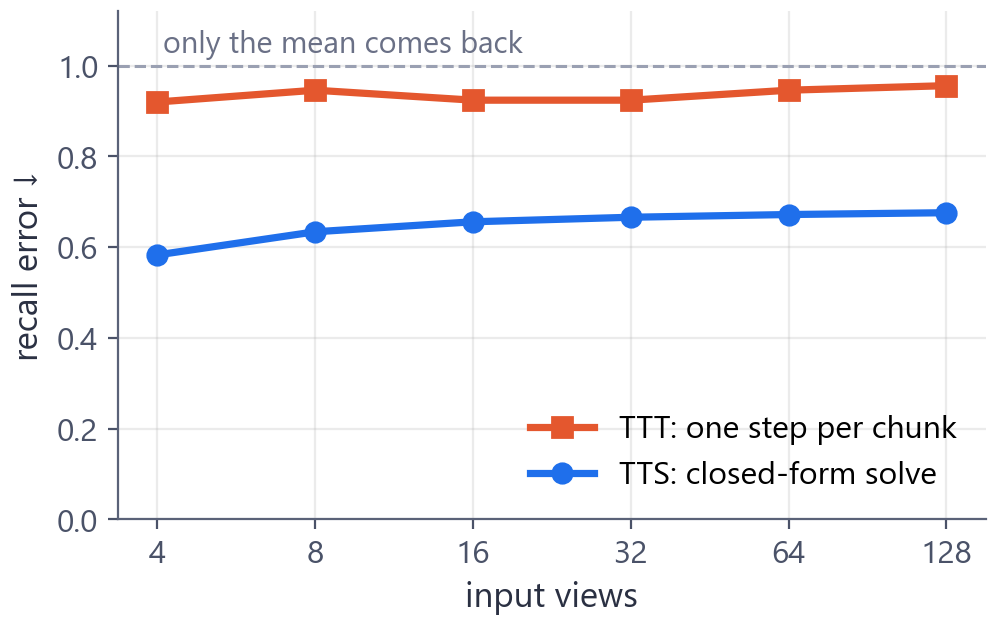 only the mean comes back
1.0
0.8
0.6
0.4
0.2
0.0
recall error ↓
TTT: one step per chunk
TTS: closed-form solve
4 8 16 32 64 128
input views